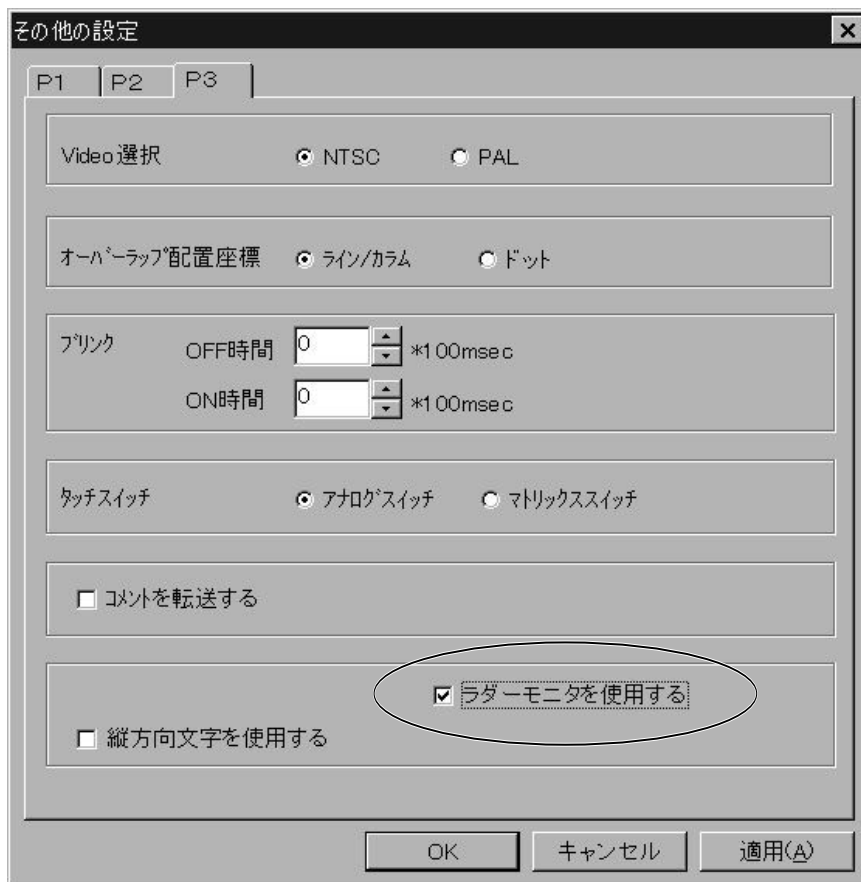 その他の設定
P1 P2 P3
Video選択 NTSC PAL
オーバーラップ配置座標 ライン/カラム ドット
ブリンク OFF時間 0 *100msec
ON時間 0 *100msec
タッチスイッチ アナログスイッチ マトリックススイッチ
コメントを転送する
ラダーモニタを使用する
縦方向文字を使用する
OK キャンセル 適用(A)